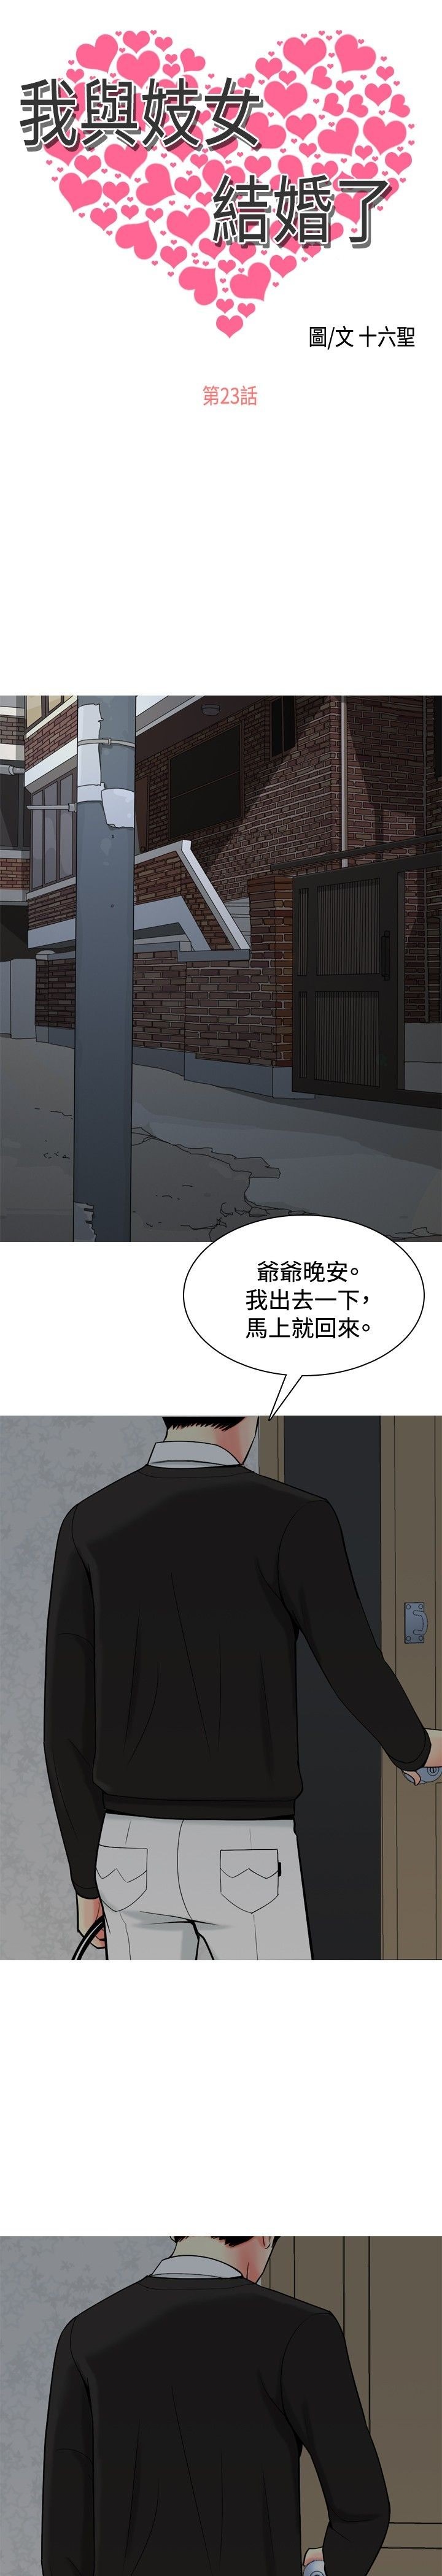 我與妓女
結婚了
圖/文 十六聖
第23話
爺爺晚安。
我出去一下，
馬上就回來。